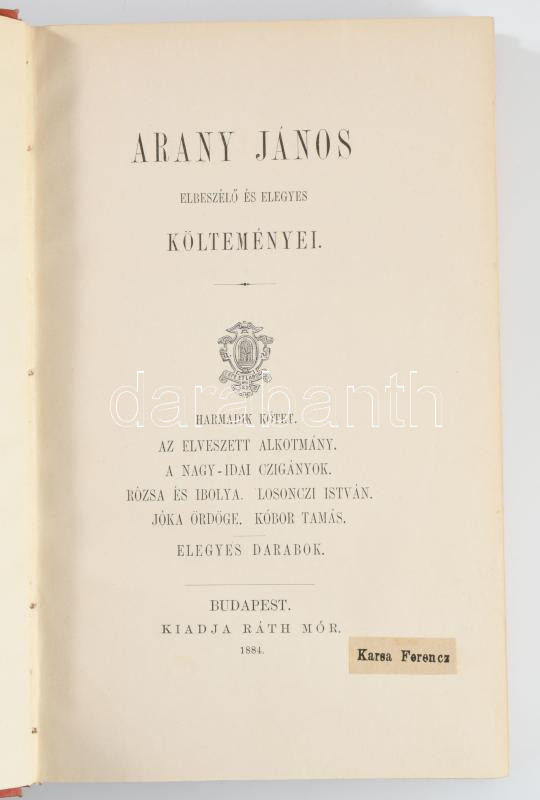 ARANY JÁNOS
ELBESZÉLŐ ÉS ELEGYES
KÖLTEMÉNYEI.
darabanth
HARMADIK KÖTET.
AZ ELVESZETT ALKOTMÁNY.
A NAGY-IDAI CZIGÁNYOK.
RÓZSA ÉS IBOLYA. LOSONCZI ISTVÁN.
JÓKA ÖRDÖGE. KÓBOR TAMÁS.
ELEGYES DARABOK.
BUDAPEST.
KIADJA RÁTH MÓR.
1884.
Karsa Ferencz